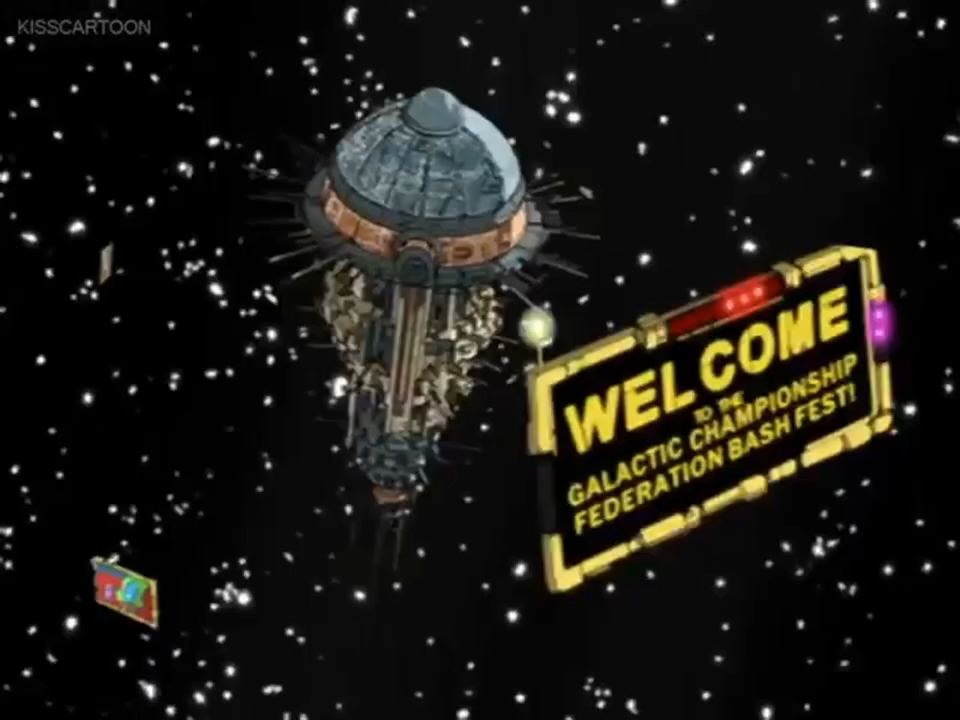 KISSCARTOON
WELCOME
TO THE
GALACTIC CHAMPIONSHIP
FEDERATION BASH FEST!